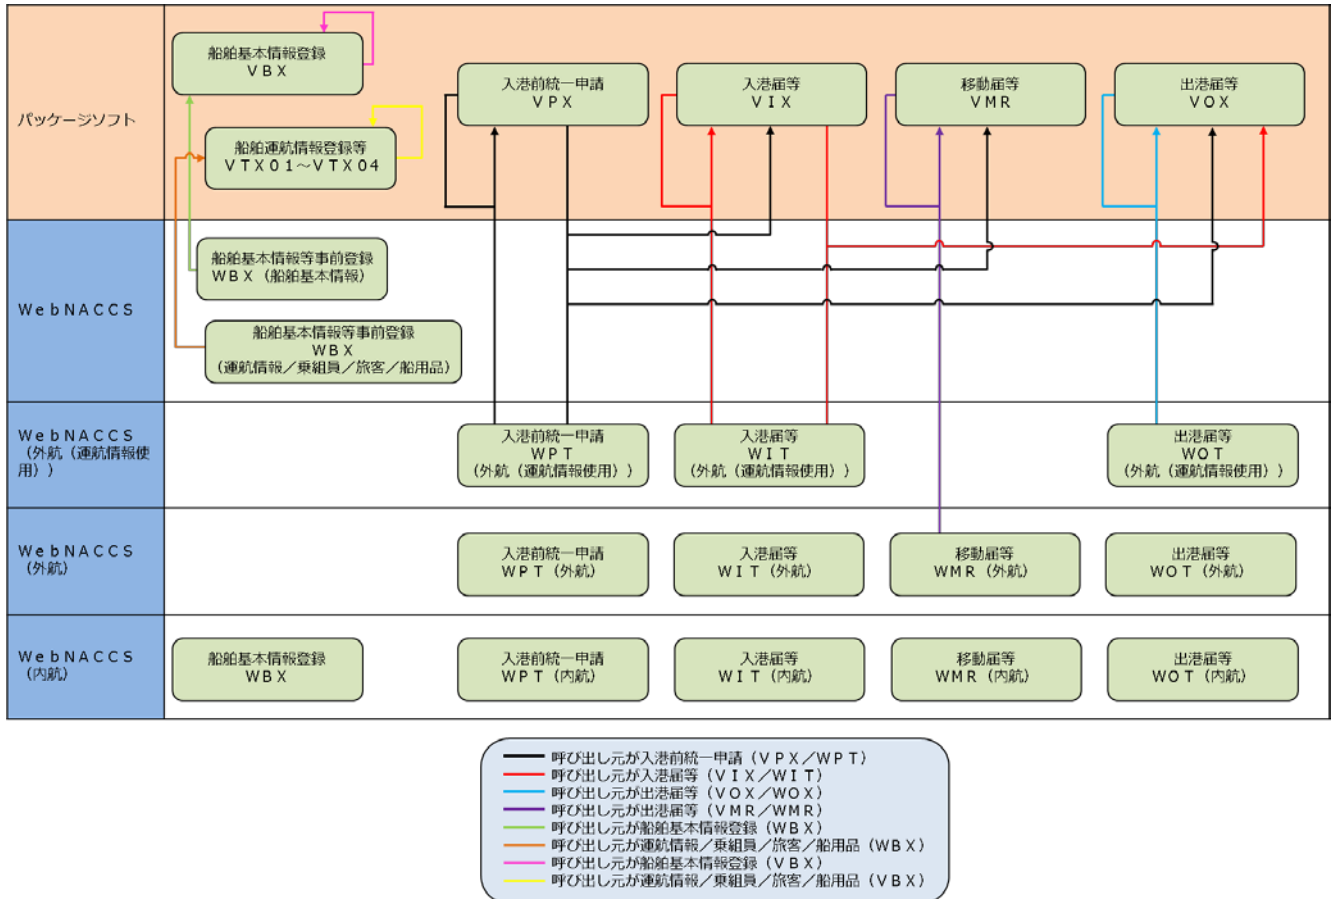 パッケージソフト
船舶基本情報登録
ＶＢＸ
船舶運航情報登録等
ＶＴＸ０１～ＶＴＸ０４
入港前統一申請
ＶＰＸ
入港届等
ＶＩＸ
移動届等
ＶＭＲ
出港届等
ＶＯＸ
ＷｅｂＮＡＣＣＳ
船舶基本情報等事前登録
ＷＢＸ（船舶基本情報）
船舶基本情報等事前登録
ＷＢＸ
（運航情報／乗組員／旅客／船用品）
ＷｅｂＮＡＣＣＳ
（外航（運航情報使
用））
入港前統一申請
ＷＰＴ
（外航（運航情報使用））
入港届等
ＷＩＴ
（外航（運航情報使用））
出港届等
ＷＯＴ
（外航（運航情報使用））
ＷｅｂＮＡＣＣＳ
（外航）
入港前統一申請
ＷＰＴ（外航）
入港届等
ＷＩＴ（外航）
移動届等
ＷＭＲ（外航）
出港届等
ＷＯＴ（外航）
ＷｅｂＮＡＣＣＳ
（内航）
船舶基本情報登録
ＷＢＸ
入港前統一申請
ＷＰＴ（内航）
入港届等
ＷＩＴ（内航）
移動届等
ＷＭＲ（内航）
出港届等
ＷＯＴ（内航）
呼び出し元が入港前統一申請（ＶＰＸ／ＷＰＴ）
呼び出し元が入港届等（ＶＩＸ／ＷＩＴ）
呼び出し元が出港届等（ＶＯＸ／ＷＯＸ）
呼び出し元が出港届等（ＶＭＲ／ＷＭＲ）
呼び出し元が船舶基本情報登録（ＷＢＸ）
呼び出し元が運航情報／乗組員／旅客／船用品（ＷＢＸ）
呼び出し元が船舶基本情報登録（ＶＢＸ）
呼び出し元が運航情報／乗組員／旅客／船用品（ＶＢＸ）